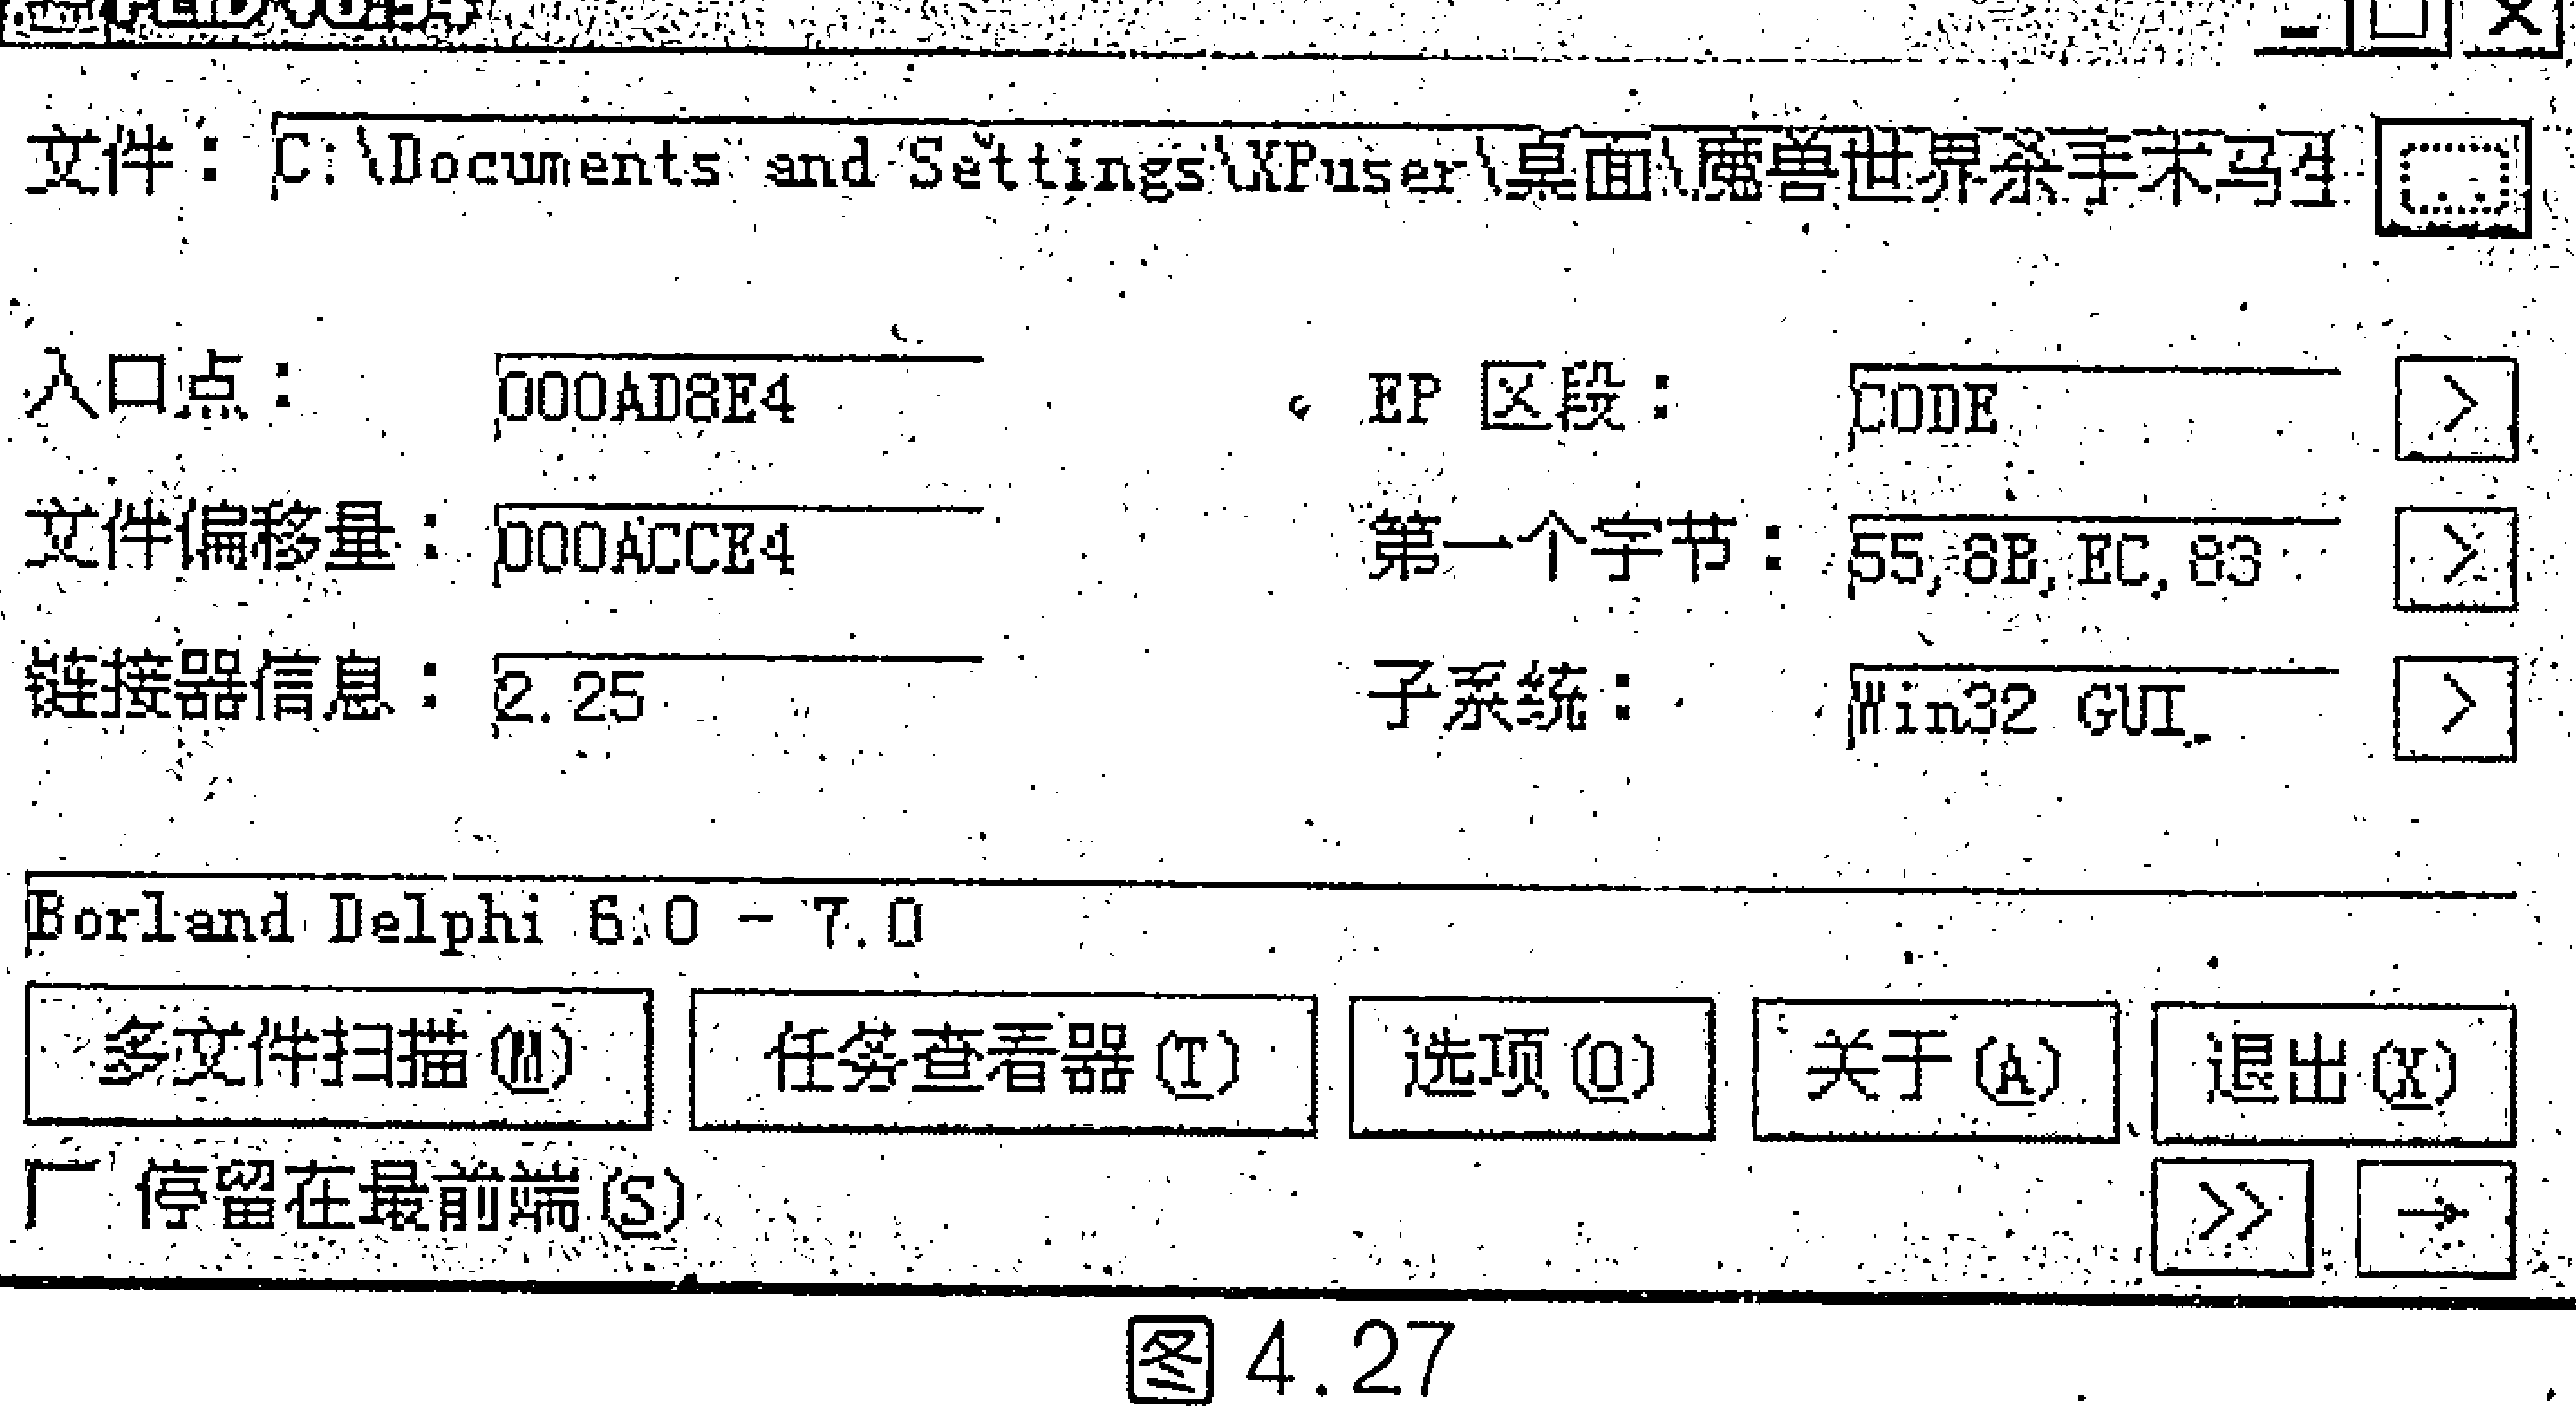 PEiD v0.94
文件： C:\Documents and Settings\XPuser\桌面\魔兽世界杀手木马生
入口点： 000AD8E4 EP 区段： CODE >
文件偏移量： 000ACCE4 第一个字节： 55,8B,EC,83 >
链接器信息： 2.25 子系统： Win32 GUI >
Borland Delphi 6.0 - 7.0
多文件扫描(M) 任务查看器(T) 选项(O) 关于(A) 退出(X)
停留在最前端(S) >> →
图 4.27